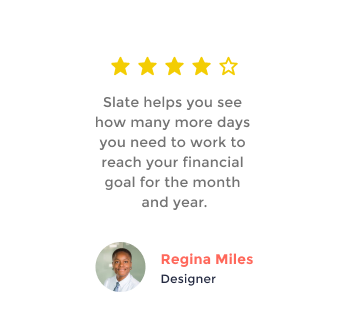 Slate helps you see
how many more days
you need to work to
reach your financial
goal for the month
and year.
Regina Miles
Designer